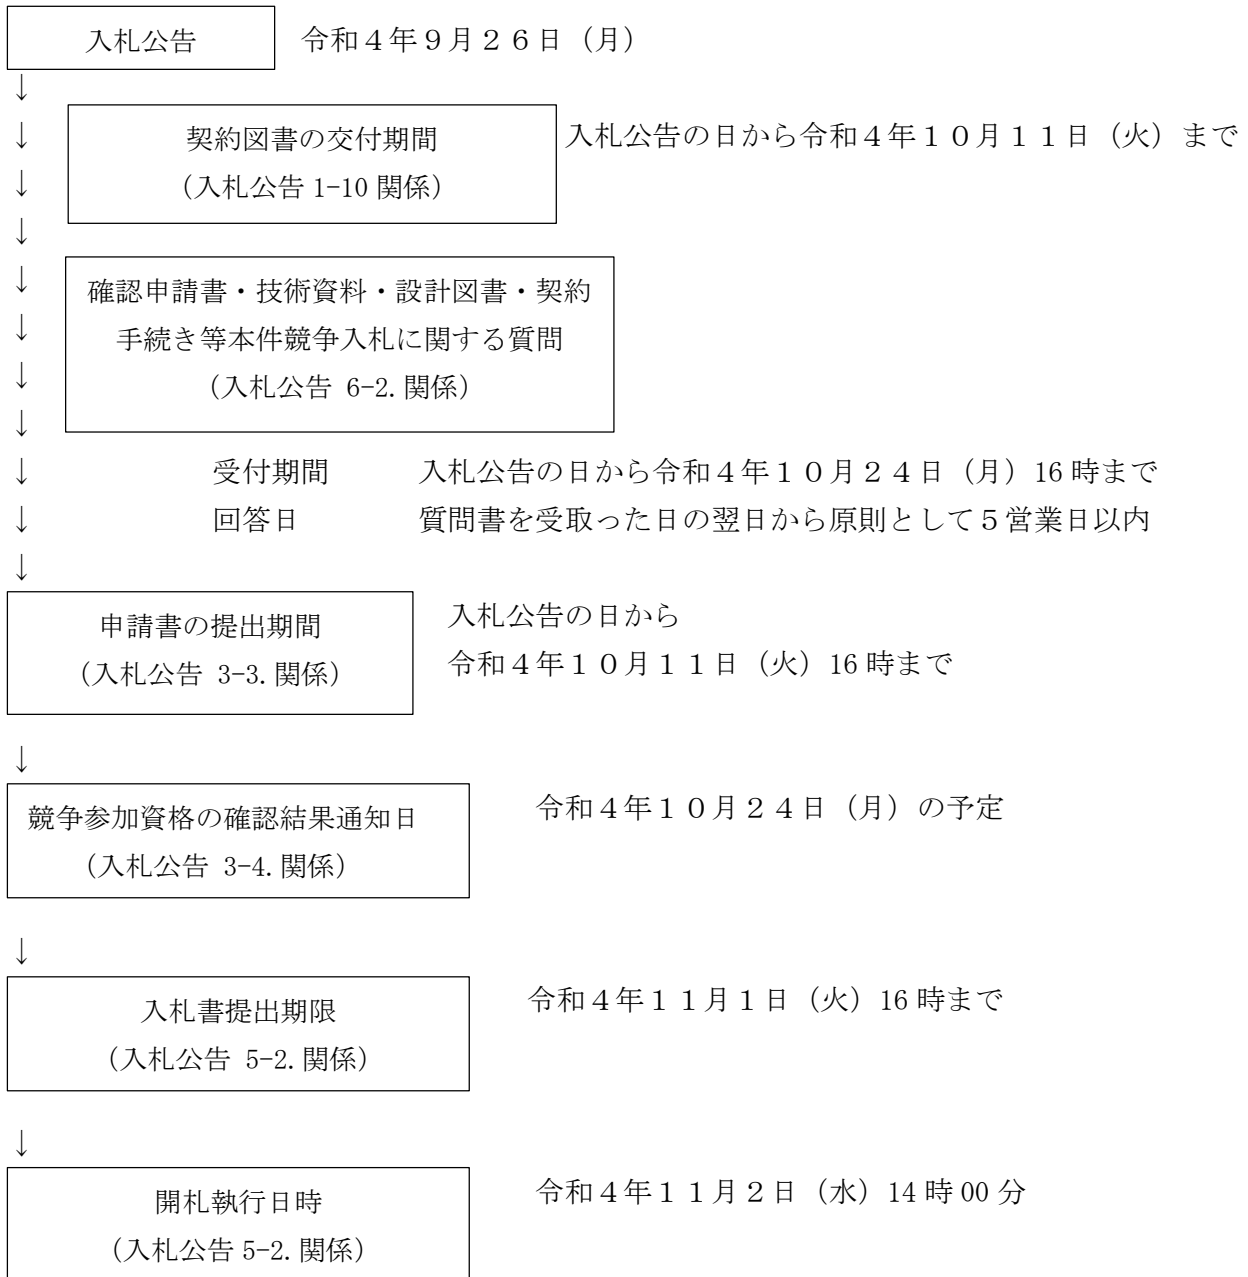 入札公告 令和４年９月２６日（月）
↓
↓ 契約図書の交付期間 入札公告の日から令和４年１０月１１日（火）まで
↓ （入札公告 1-10 関係）
↓
↓ 確認申請書・技術資料・設計図書・契約
↓ 手続き等本件競争入札に関する質問
↓ （入札公告 6-2. 関係）
↓
↓ 受付期間 入札公告の日から令和４年１０月２４日（月）16 時まで
↓ 回答日 質問書を受取った日の翌日から原則として５営業日以内
↓
申請書の提出期間 入札公告の日から
（入札公告 3-3. 関係） 令和４年１０月１１日（火）16 時まで
↓
競争参加資格の確認結果通知日 令和４年１０月２４日（月）の予定
（入札公告 3-4. 関係）
↓
入札書提出期限 令和４年１１月１日（火）16 時まで
（入札公告 5-2. 関係）
↓
開札執行日時 令和４年１１月２日（水）14 時 00 分
（入札公告 5-2. 関係）